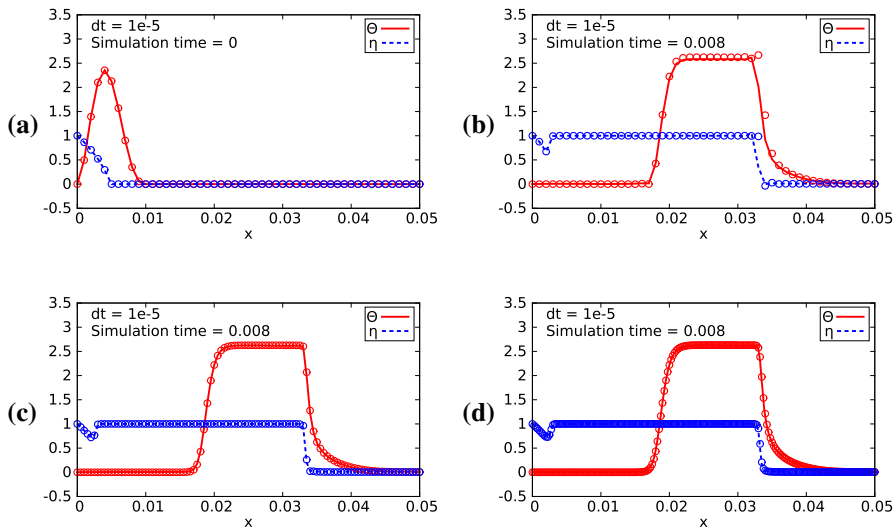 (a)
3.5
3
2.5
2
1.5
1
0.5
0
-0.5
dt = 1e-5
Simulation time = 0
Θ
η
0 0.01 0.02 0.03 0.04 0.05
x
(b)
3.5
3
2.5
2
1.5
1
0.5
0
-0.5
dt = 1e-5
Simulation time = 0.008
Θ
η
0 0.01 0.02 0.03 0.04 0.05
x
(c)
3.5
3
2.5
2
1.5
1
0.5
0
-0.5
dt = 1e-5
Simulation time = 0.008
Θ
η
0 0.01 0.02 0.03 0.04 0.05
x
(d)
3.5
3
2.5
2
1.5
1
0.5
0
-0.5
dt = 1e-5
Simulation time = 0.008
Θ
η
0 0.01 0.02 0.03 0.04 0.05
x